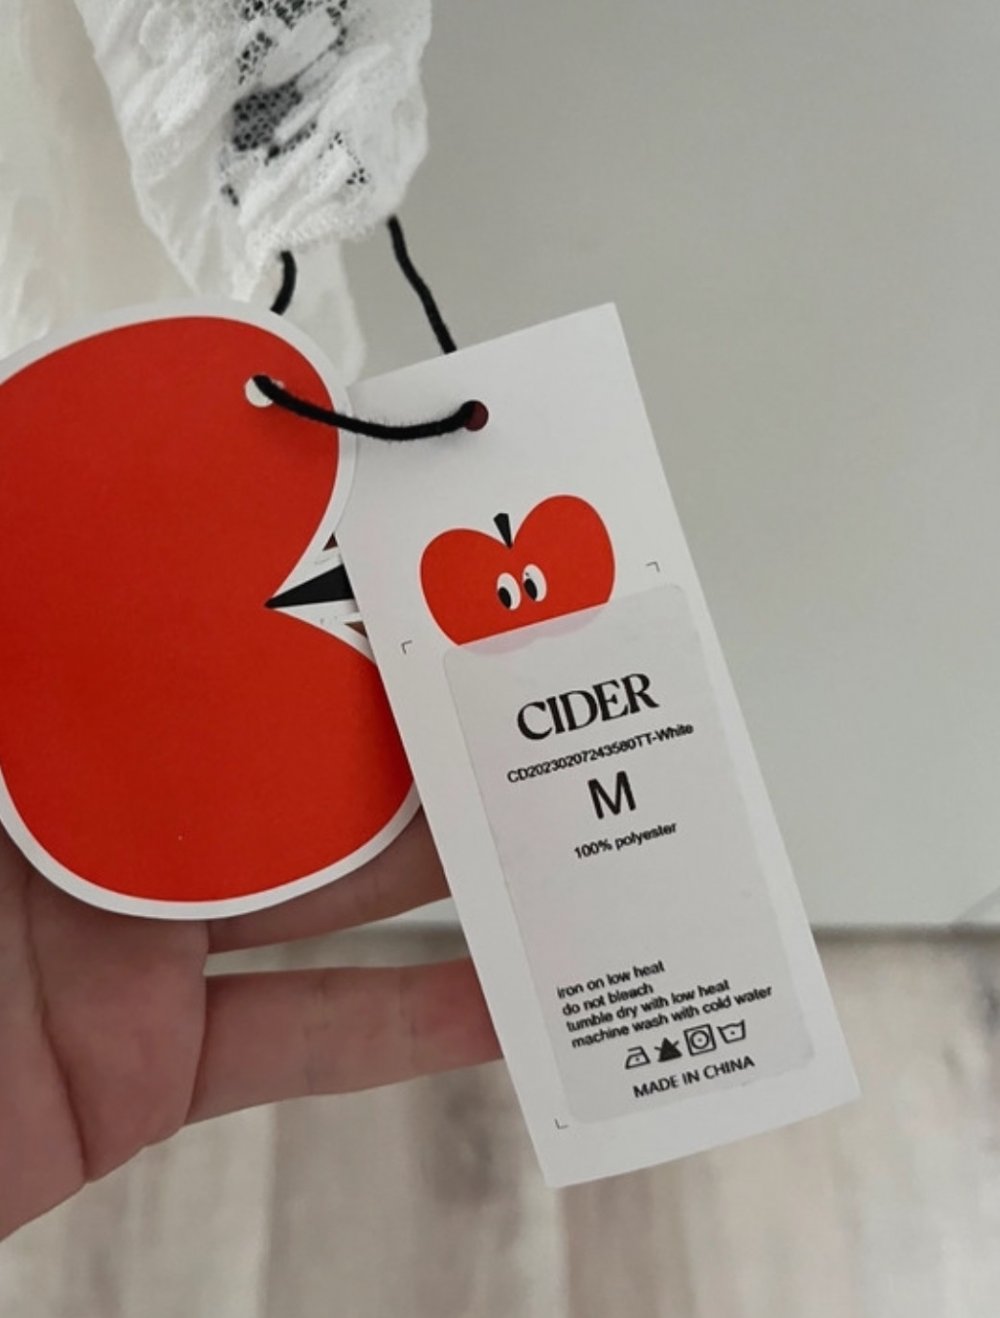 CIDER
CD20230207243580TT-White
M
100% polyester
iron on low heat
do not bleach
tumble dry with low heat
machine wash with cold water
MADE IN CHINA